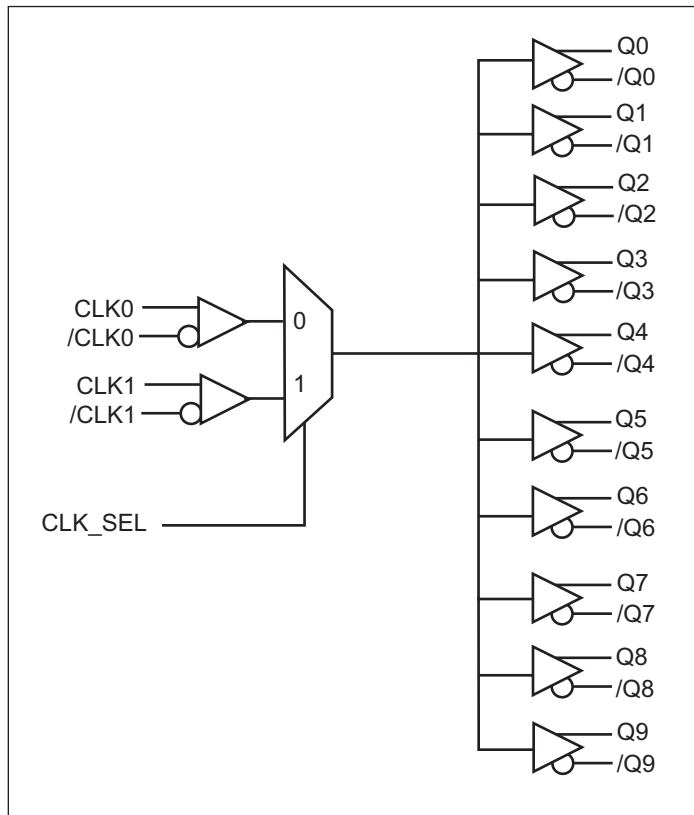 Q0
/Q0
Q1
/Q1
Q2
/Q2
Q3
/Q3
Q4
/Q4
Q5
/Q5
Q6
/Q6
Q7
/Q7
Q8
/Q8
Q9
/Q9
CLK0
/CLK0
0
CLK1
/CLK1
1
CLK_SEL